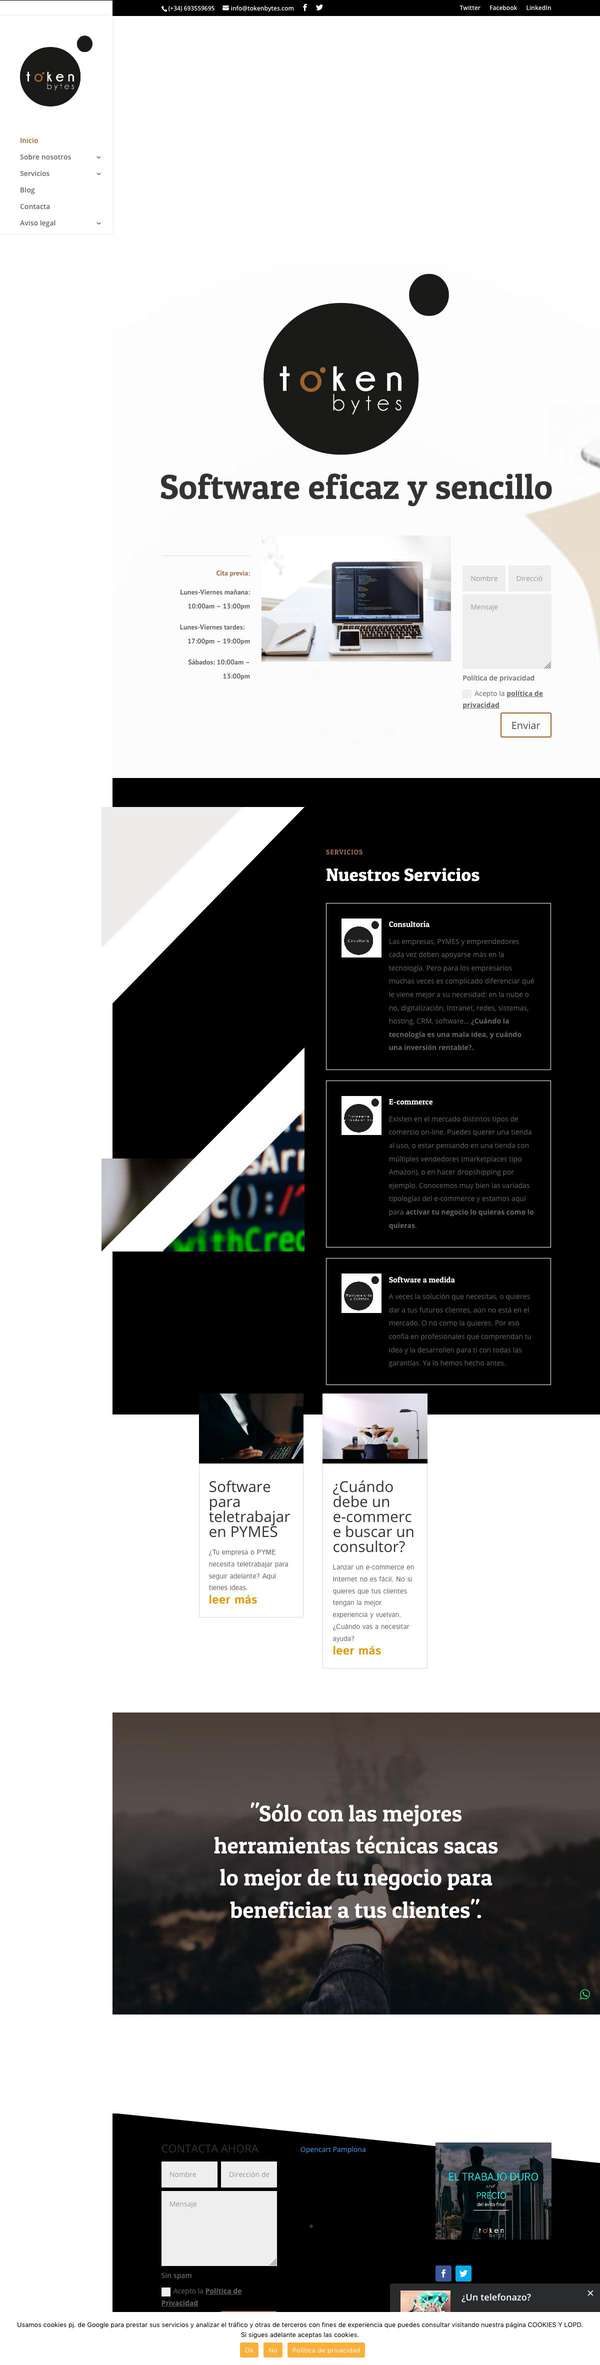 (+34) 693559695 info@tokenbytes.com
Twitter Facebook LinkedIn
token
bytes
Inicio
Sobre nosotros
Servicios
Blog
Contacta
Aviso legal
token
bytes
Software eficaz y sencillo
Cita previa:
Lunes-Viernes mañana:
10:00am – 13:00pm
Lunes-Viernes tardes:
17:00pm – 19:00pm
Sábados: 10:00am –
13:00pm
Nombre Direcció
Mensaje
Política de privacidad
Acepto la política de
privacidad
Enviar
SERVICIOS
Nuestros Servicios
Consultoría
Las empresas, PYMES y emprendedores
cada vez deben apoyarse más en la
tecnología. Pero para los empresarios
muchas veces es complicado diferenciar qué
le viene mejor a su necesidad: en la nube o
no, digitalización, Intranet, redes, sistemas,
hosting, CRM, software... ¿Cuándo la
tecnología es una mala idea, y cuándo
una inversión rentable?.
E-commerce
Existen en el mercado distintos tipos de
comercio on-line. Puedes querer una tienda
al uso, o estar pensando en una tienda con
múltiples vendedores (marketplaces tipo
Amazon), o en hacer dropshipping por
ejemplo. Conocemos muy bien las variadas
tipologías del e-commerce y estamos aquí
para activar tu negocio lo quieras como lo
quieras.
Software a medida
A veces la solución que necesitas, o quieres
dar a tus futuros clientes, aún no está en el
mercado. O no como la quieres. Por eso
confía en profesionales que comprendan tu
idea y la desarrollen para ti con todas las
garantías. Ya lo hemos hecho antes.
Software
para
teletrabajar
en PYMES
¿Tu empresa o PYME
necesita teletrabajar para
seguir adelante? Aquí
tienes ideas.
leer más
¿Cuándo
debe un
e-commerc
e buscar un
consultor?
Lanzar un e-commerce en
Internet no es fácil. No si
quieres que tus clientes
tengan la mejor
experiencia y vuelvan.
¿Cuándo vas a necesitar
ayuda?
leer más
"Sólo con las mejores
herramientas técnicas sacas
lo mejor de tu negocio para
beneficiar a tus clientes".
CONTACTA AHORA
Nombre Dirección de
Mensaje
Sin spam
Acepto la Política de
Privacidad
Opencart Pamplona
EL TRABAJO DURO
PRECIO
del éxito final
token
¿Un telefonazo?
Usamos cookies pj. de Google para prestar sus servicios y analizar el tráfico y otras de terceros con fines de experiencia que puedes consultar visitando nuestra página COOKIES Y LOPD.
Si sigues adelante aceptas las cookies.
Ok No Política de privacidad